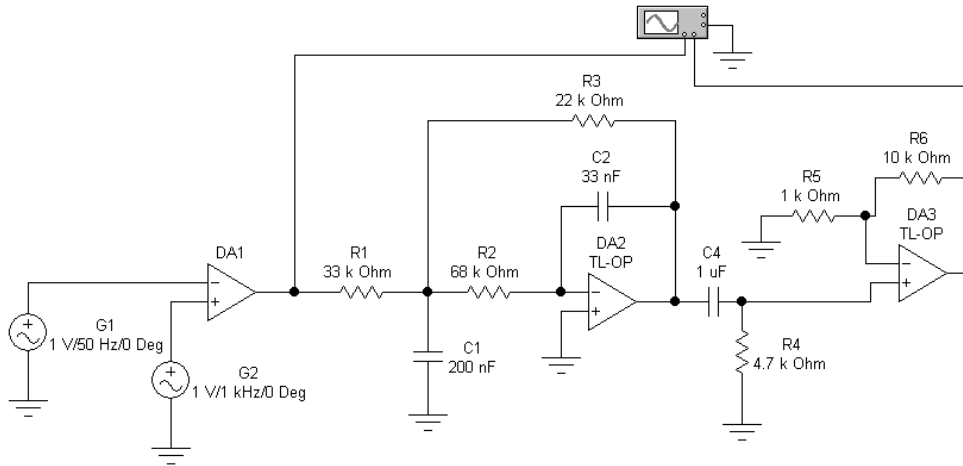 R3
22 k Ohm
R6
10 k Ohm
C2
33 nF
R5
1 k Ohm
DA3
TL-OP
DA1
R1
33 k Ohm
R2
68 k Ohm
DA2
TL-OP
C4
1 uF
G1
1 V/50 Hz/0 Deg
C1
200 nF
R4
4.7 k Ohm
G2
1 V/1 kHz/0 Deg